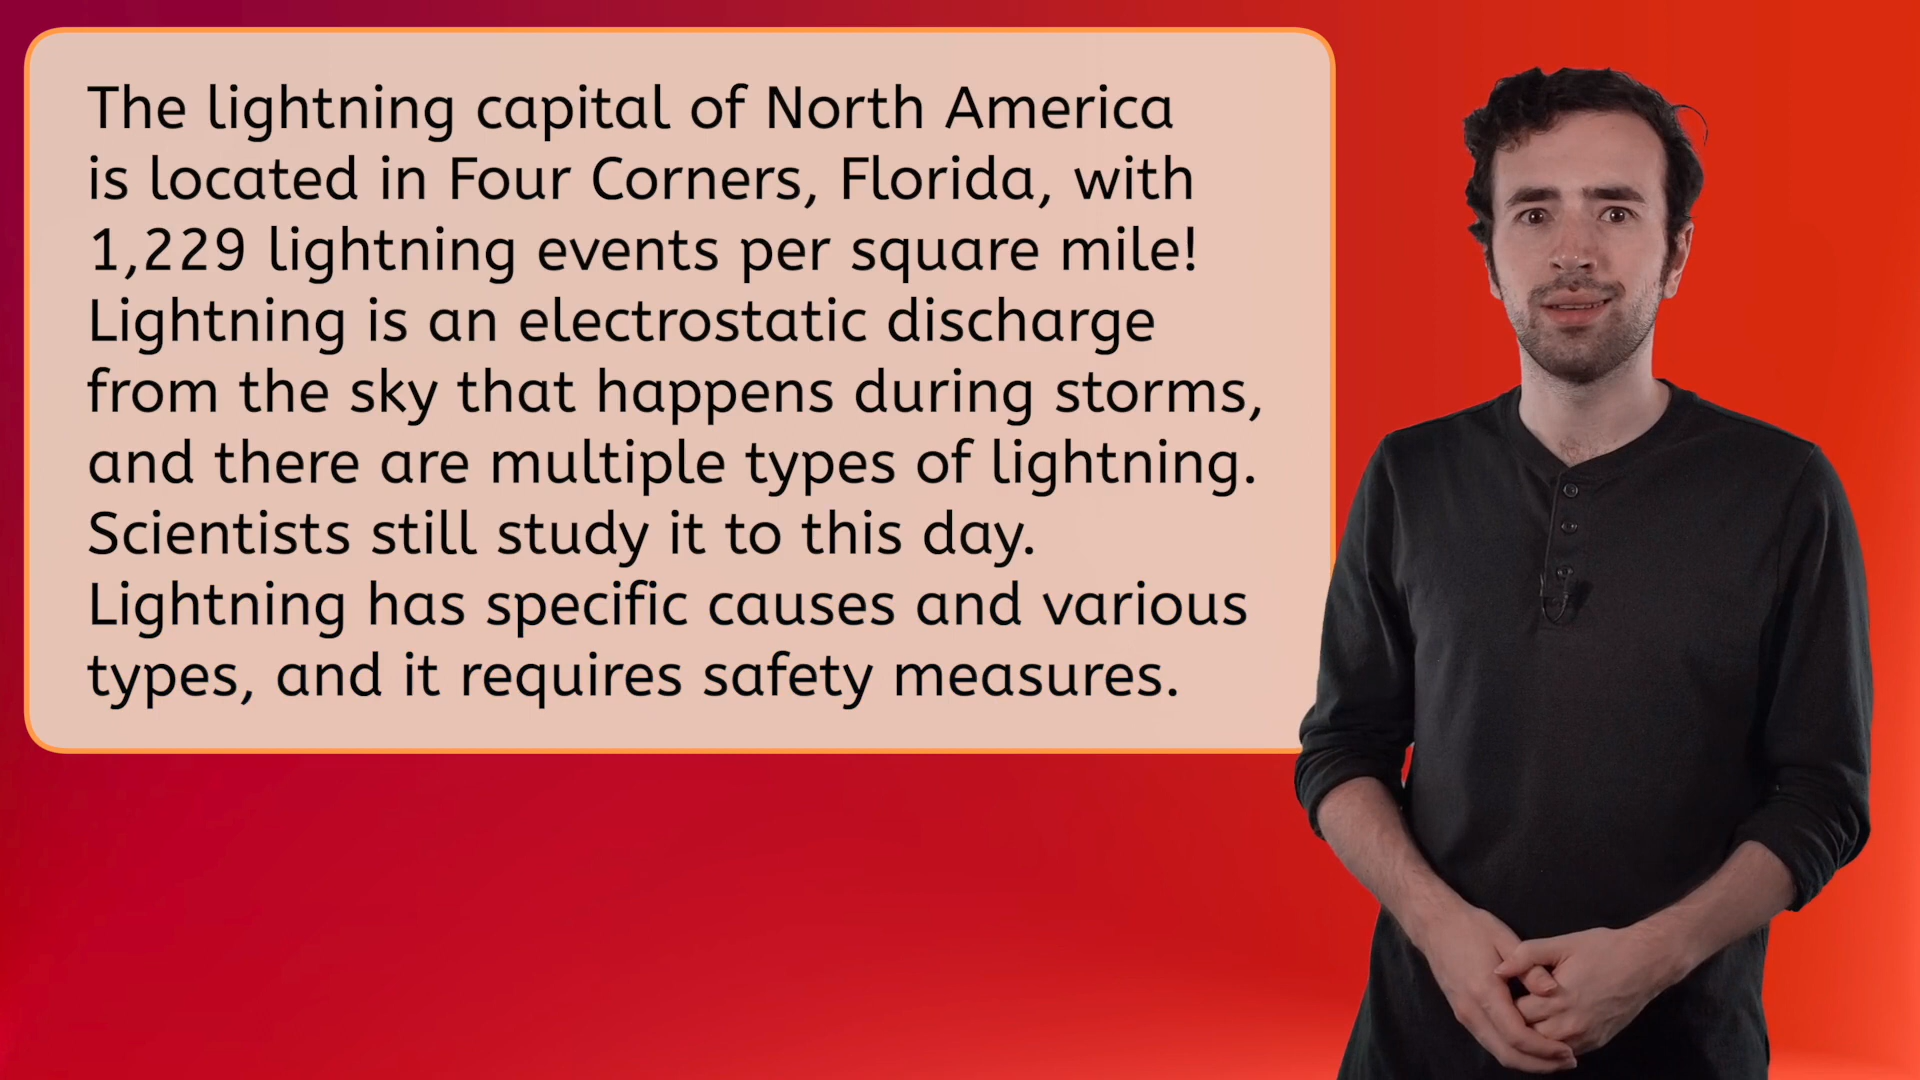 The lightning capital of North America
is located in Four Corners, Florida, with
1,229 lightning events per square mile!
Lightning is an electrostatic discharge
from the sky that happens during storms,
and there are multiple types of lightning.
Scientists still study it to this day.
Lightning has specific causes and various
types, and it requires safety measures.